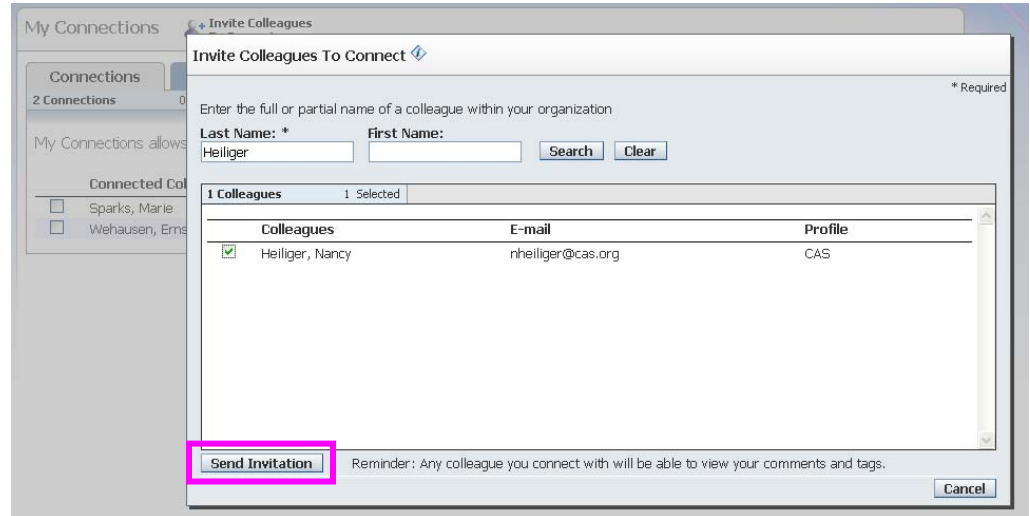 My Connections
Invite Colleagues
Invite Colleagues To Connect
Connections
2 Connections 0
* Required
Enter the full or partial name of a colleague within your organization
My Connections allows
Last Name: * First Name:
Heiliger Search Clear
Connected
Sparks, Marie
Wehausen,
1 Colleagues 1 Selected
Colleagues E-mail Profile
Heiliger, Nancy nheiliger@cas.org CAS
Send Invitation Reminder: Any colleague you connect with will be able to view your comments and tags.
Cancel